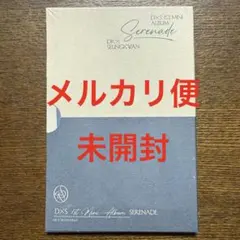 DXS 1ST MINI
ALBUM
Serenade
DK X
SEUNGKWAN
メルカリ便
未開封
DXS 1st Mini Album SERENADE